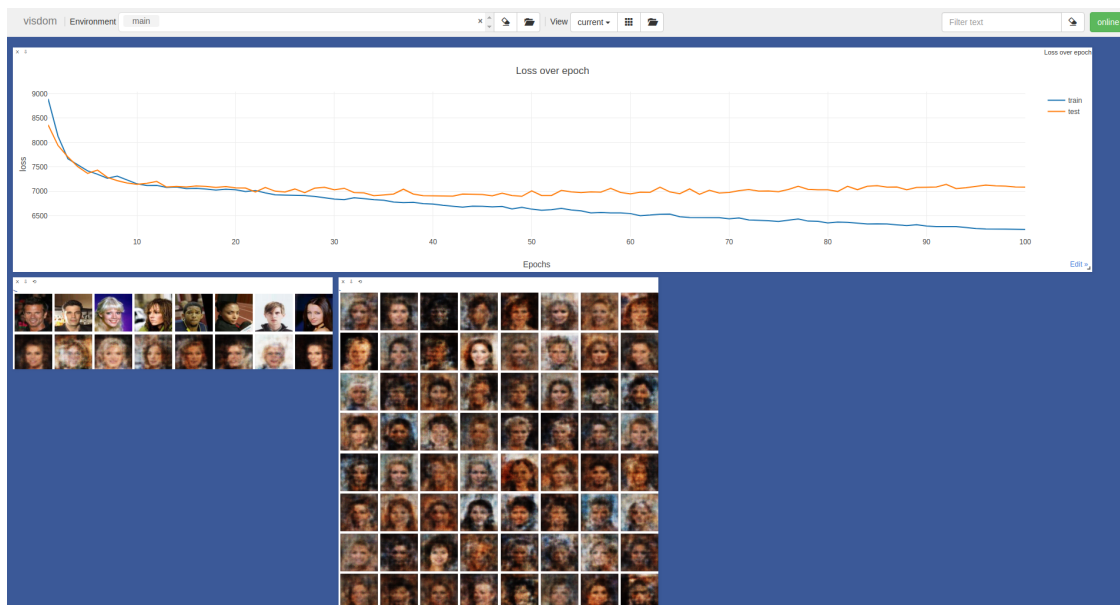 visdom | Environment main × View current Filter text online
Loss over epoch
Loss over epoch
9000
8500
8000
7500
7000
6500
loss
train
test
10 20 30 40 50 60 70 80 90 100
Epochs
Edit »